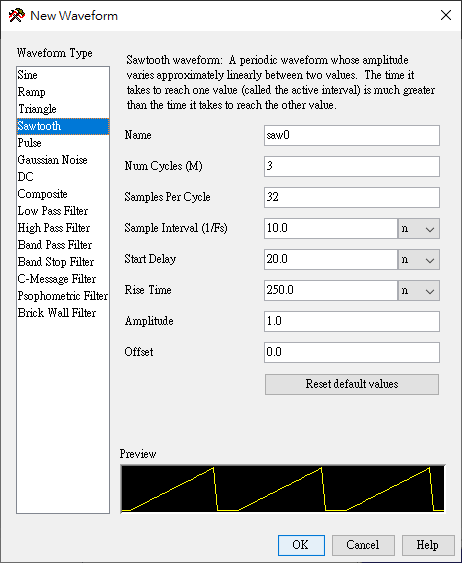 New Waveform
Waveform Type
Sine
Ramp
Triangle
Sawtooth
Pulse
Gaussian Noise
DC
Composite
Low Pass Filter
High Pass Filter
Band Pass Filter
Band Stop Filter
C-Message Filter
Psophometric Filter
Brick Wall Filter
Sawtooth waveform:  A periodic waveform whose amplitude
varies approximately linearly between two values.  The time it
takes to reach one value (called the active interval) is much greater
than the time it takes to reach the other value.
Name saw0
Num Cycles (M) 3
Samples Per Cycle 32
Sample Interval (1/Fs) 10.0 n
Start Delay 20.0 n
Rise Time 250.0 n
Amplitude 1.0
Offset 0.0
Reset default values
Preview
OK Cancel Help